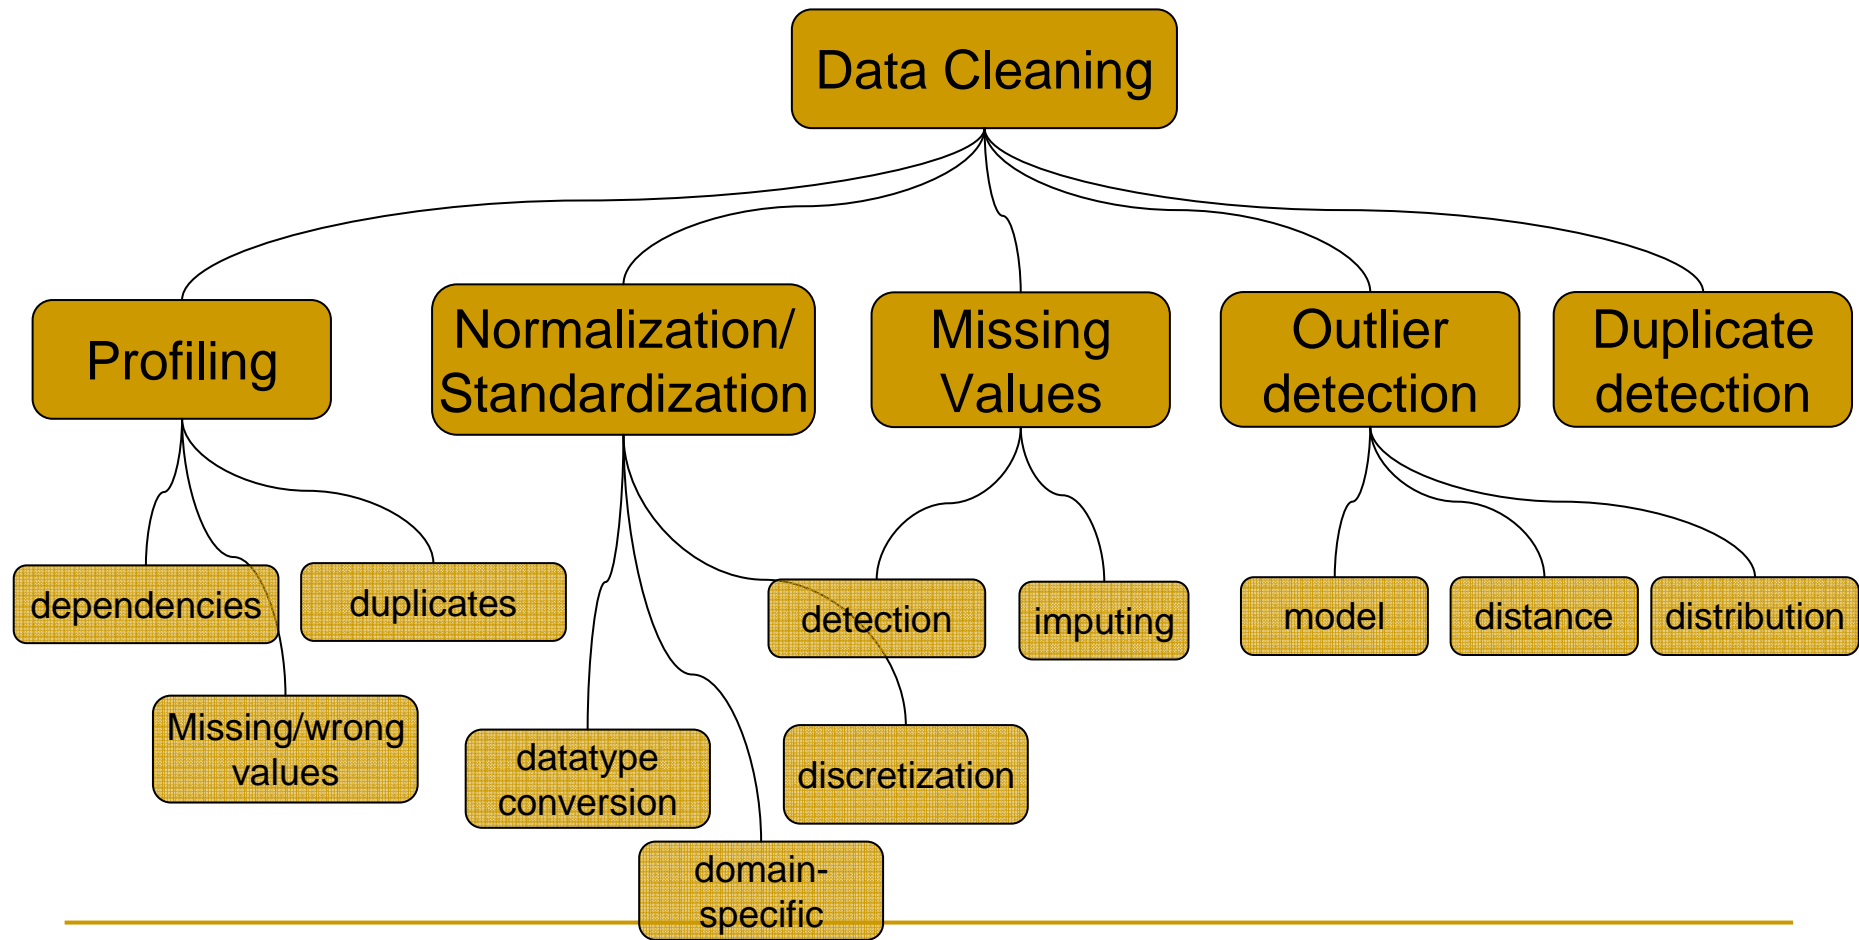 Data Cleaning
Profiling
Normalization/
Standardization
Missing
Values
Outlier
detection
Duplicate
detection
dependencies
duplicates
detection
imputing
model
distance
distribution
Missing/wrong
values
datatype
conversion
discretization
domain-
specific